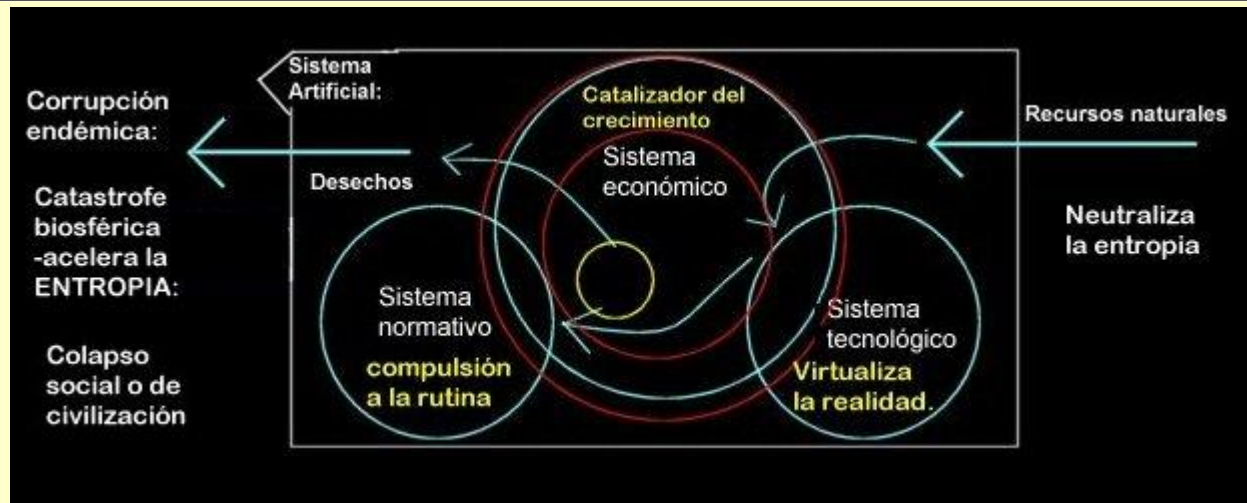 Corrupción
endémica:
Catastrofe
biosférica
-acelera la
ENTROPIA:
Colapso
social o de
civilización
Sistema
Artificial:
Desechos
Catalizador del
crecimiento
Sistema
económico
Sistema
normativo
compulsión
a la rutina
Sistema
tecnológico
Virtualiza
la realidad.
Recursos naturales
Neutraliza
la entropia